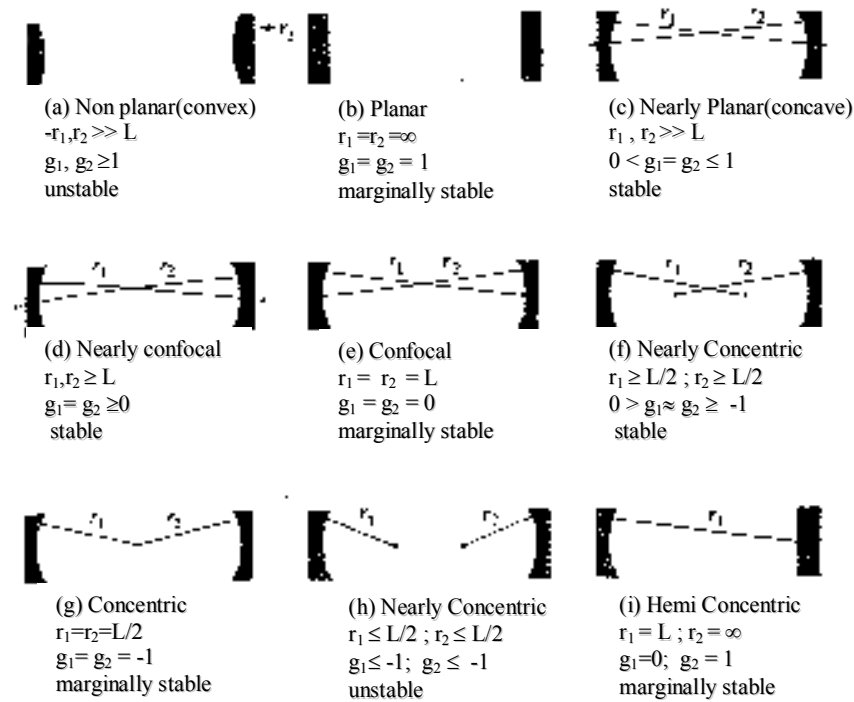 r₂
r₁ r₂
(a) Non planar(convex)
-r₁,r₂ >> L
g₁, g₂ ≥1
unstable
(b) Planar
r₁ =r₂ =∞
g₁= g₂ = 1
marginally stable
(c) Nearly Planar(concave)
r₁ , r₂ >> L
0 < g₁= g₂ ≤ 1
stable
r₁ r₂
r₁ r₂
r₁ r₂
(d) Nearly confocal
r₁,r₂ ≥ L
g₁= g₂ ≥0
stable
(e) Confocal
r₁ = r₂ = L
g₁ = g₂ = 0
marginally stable
(f) Nearly Concentric
r₁ ≥ L/2 ; r₂ ≥ L/2
0 > g₁≈ g₂ ≥ -1
stable
r₁ r₂
r₁ r₂
r₁
(g) Concentric
r₁=r₂=L/2
g₁= g₂ = -1
marginally stable
(h) Nearly Concentric
r₁ ≤ L/2 ; r₂ ≤ L/2
g₁≤ -1; g₂ ≤ -1
unstable
(i) Hemi Concentric
r₁ = L ; r₂ = ∞
g₁=0; g₂ = 1
marginally stable